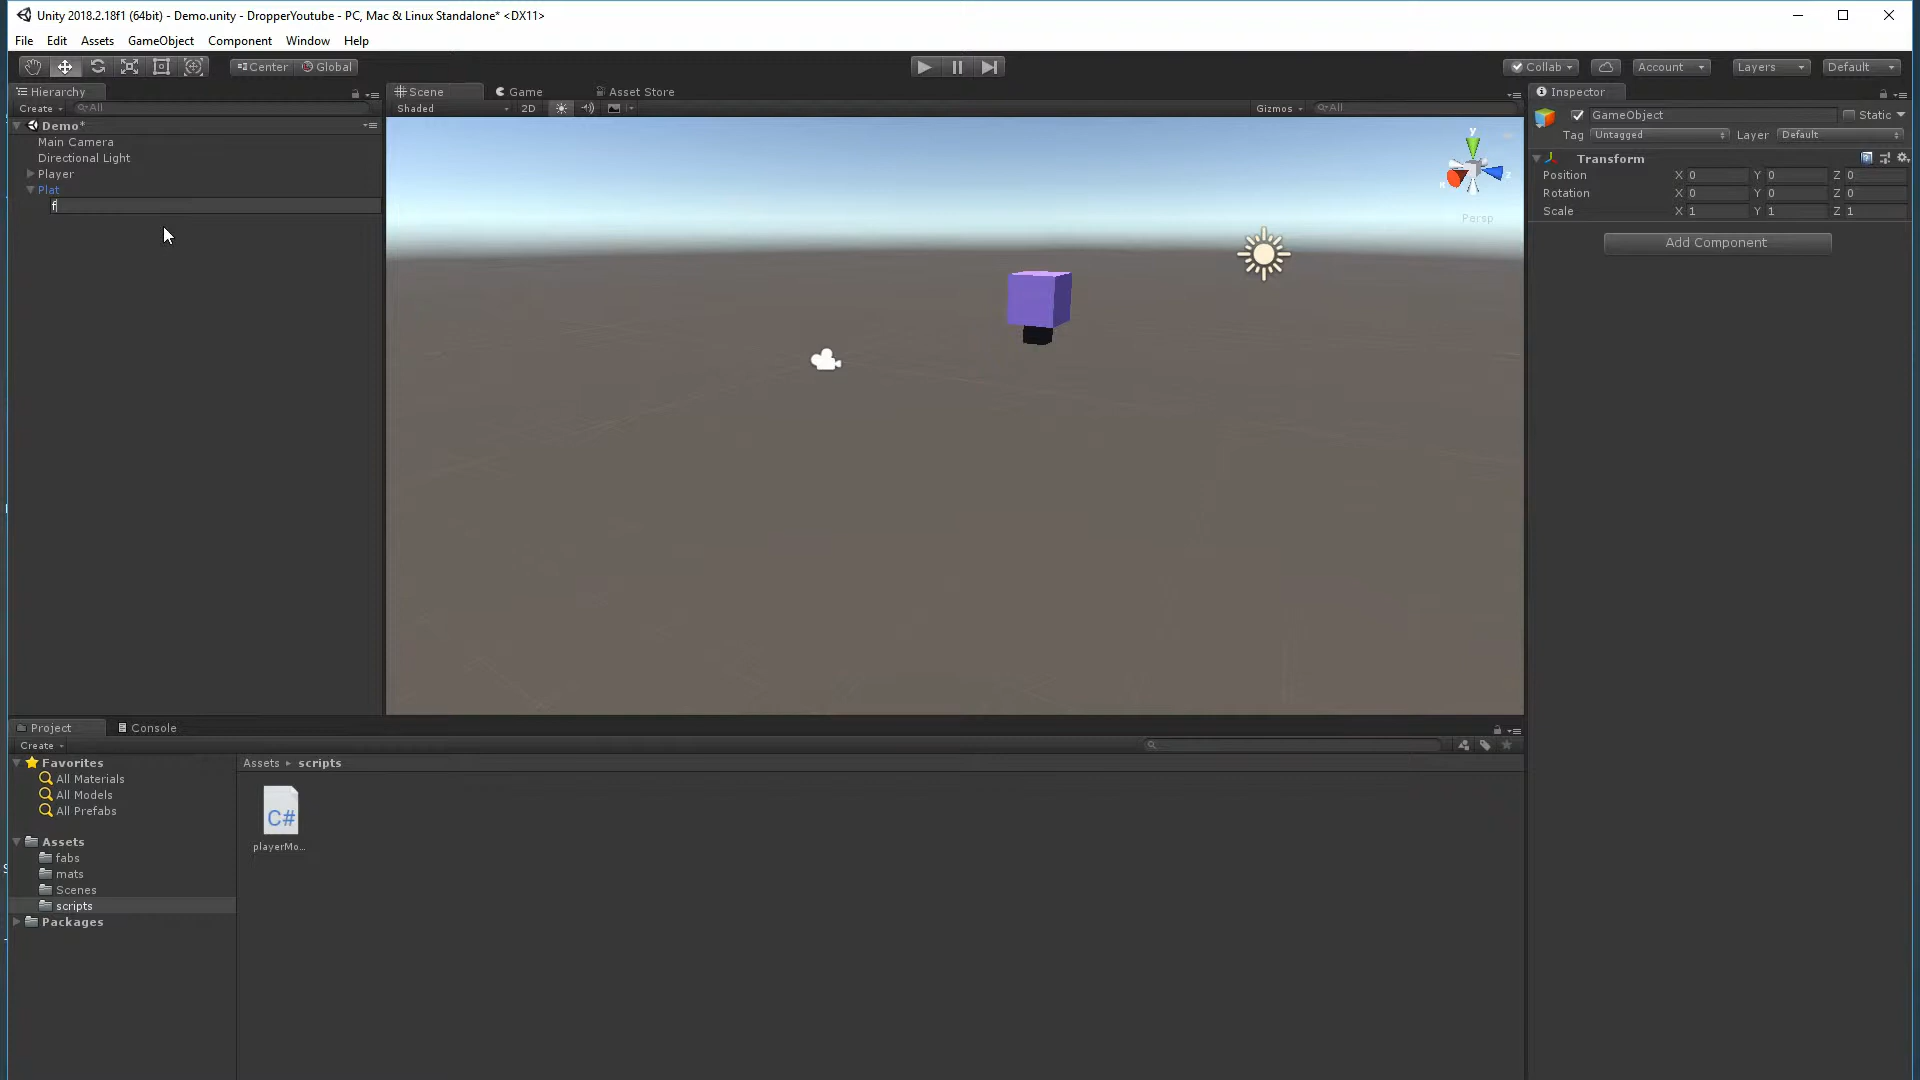 Unity 2018.2.18f1 (64bit) - Demo.unity - DropperYoutube - PC, Mac & Linux Standalone* <DX11>
File Edit Assets GameObject Component Window Help
Center Global Collab Account Layers Default
Hierarchy
Create All
Demo*
Main Camera
Directional Light
Player
Plat
f
Scene Game Asset Store
Shaded 2D Gizmos All
y
x z
Persp
Inspector
GameObject Static
Tag Untagged Layer Default
Transform
Position X 0 Y 0 Z 0
Rotation X 0 Y 0 Z 0
Scale X 1 Y 1 Z 1
Add Component
Project Console
Create
Favorites
All Materials
All Models
All Prefabs
Assets
fabs
mats
Scenes
scripts
Packages
Assets scripts
C#
playerMo...